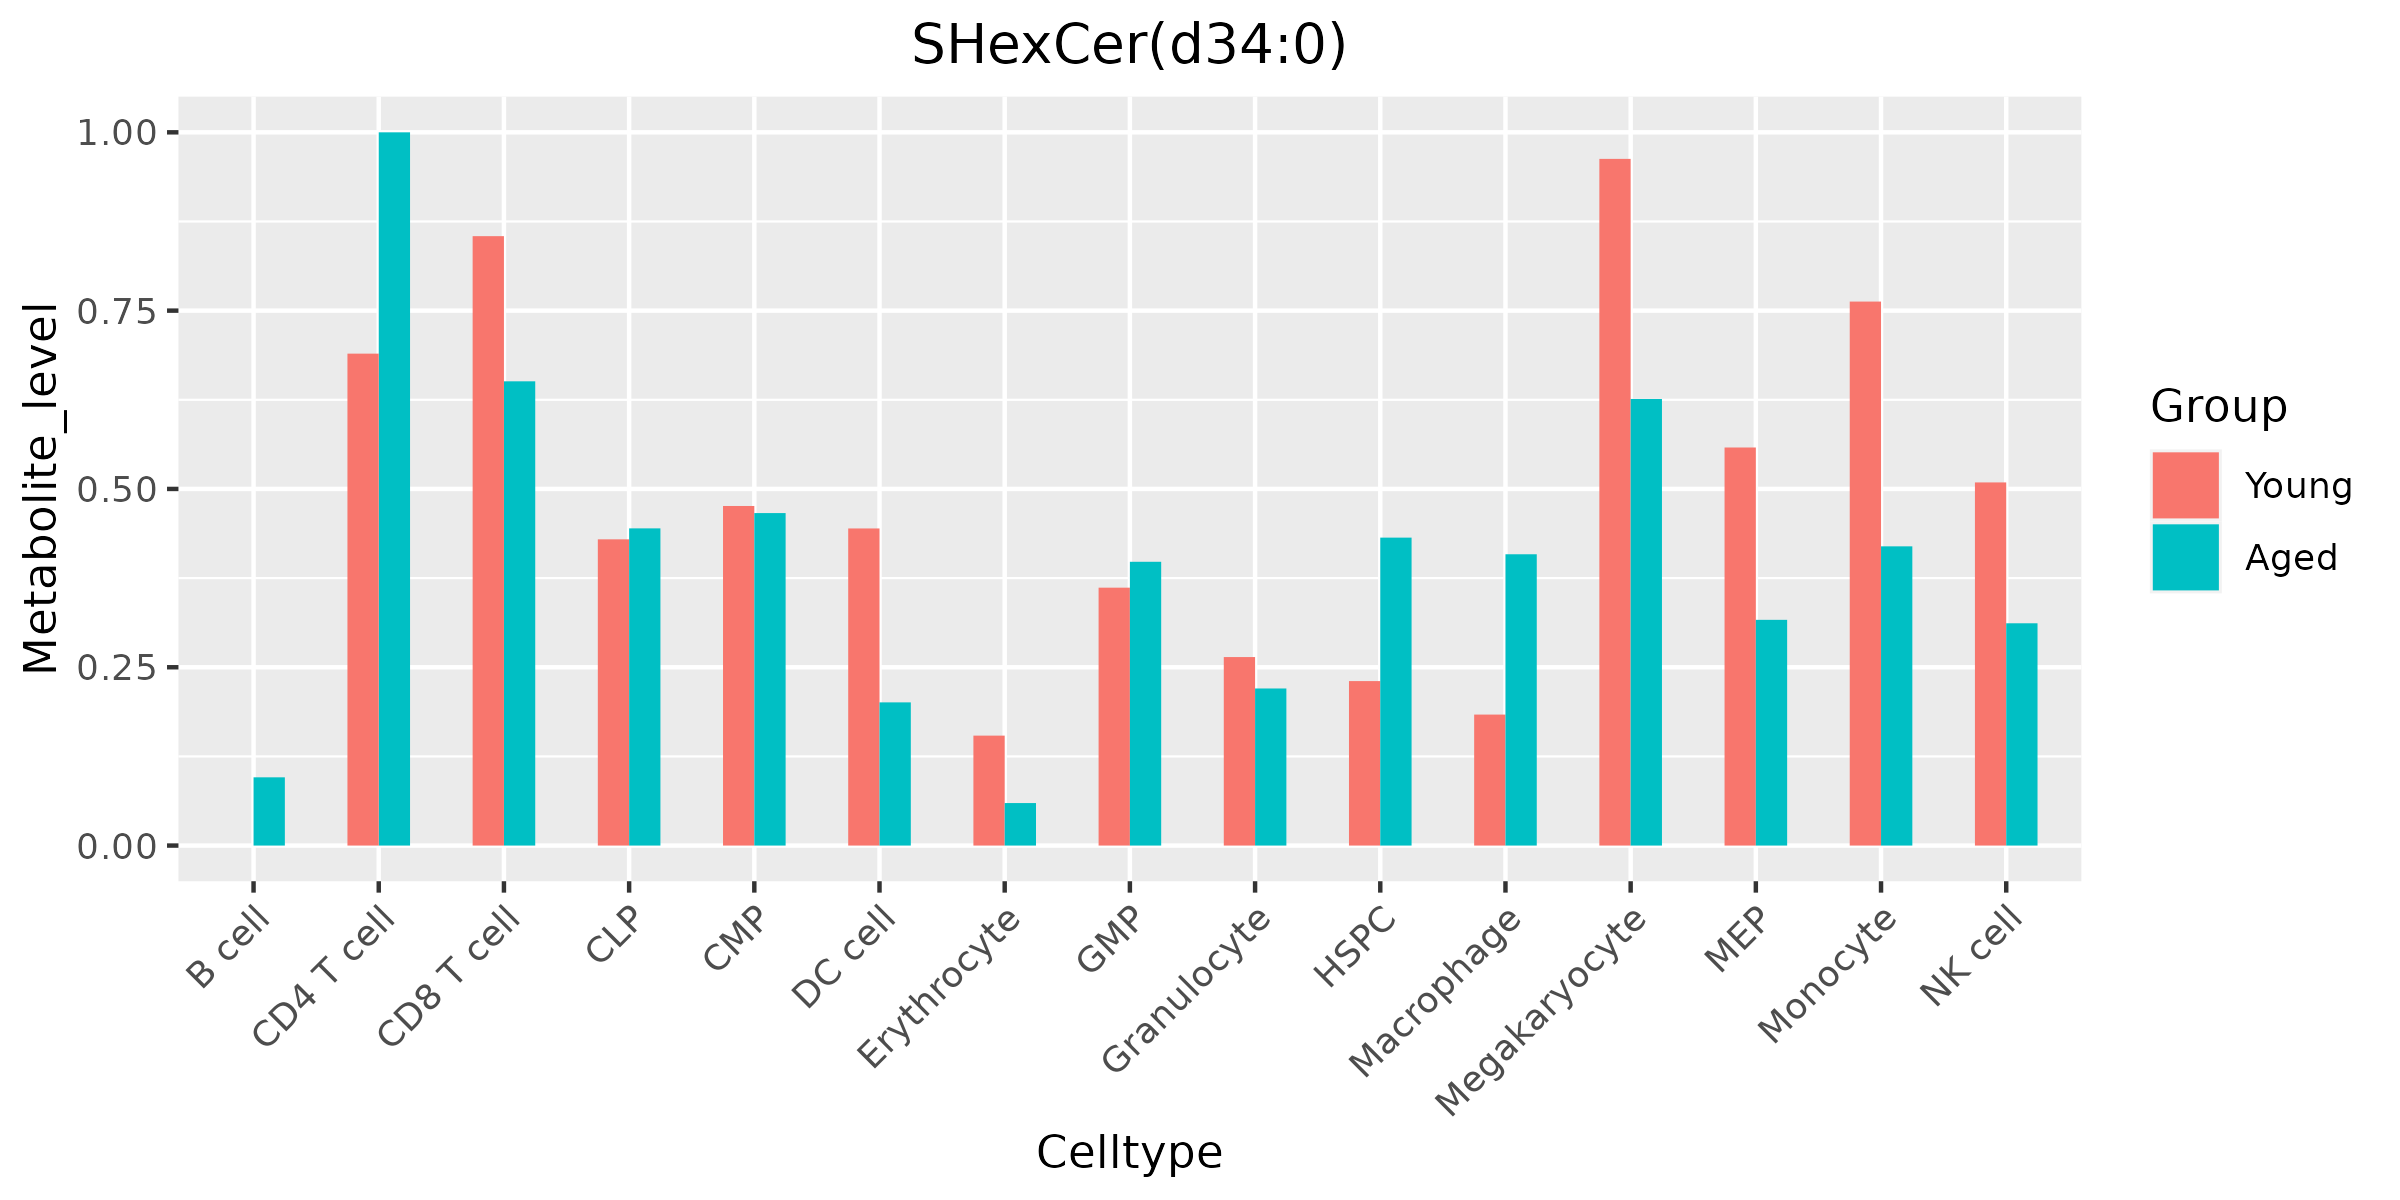 SHexCer(d34:0)
Metabolite_level
1.00
0.75
0.50
0.25
0.00
B cell
CD4 T cell
CD8 T cell
CLP
CMP
DC cell
Erythrocyte
GMP
Granulocyte
HSPC
Macrophage
Megakaryocyte
MEP
Monocyte
NK cell
Celltype
Group
Young
Aged